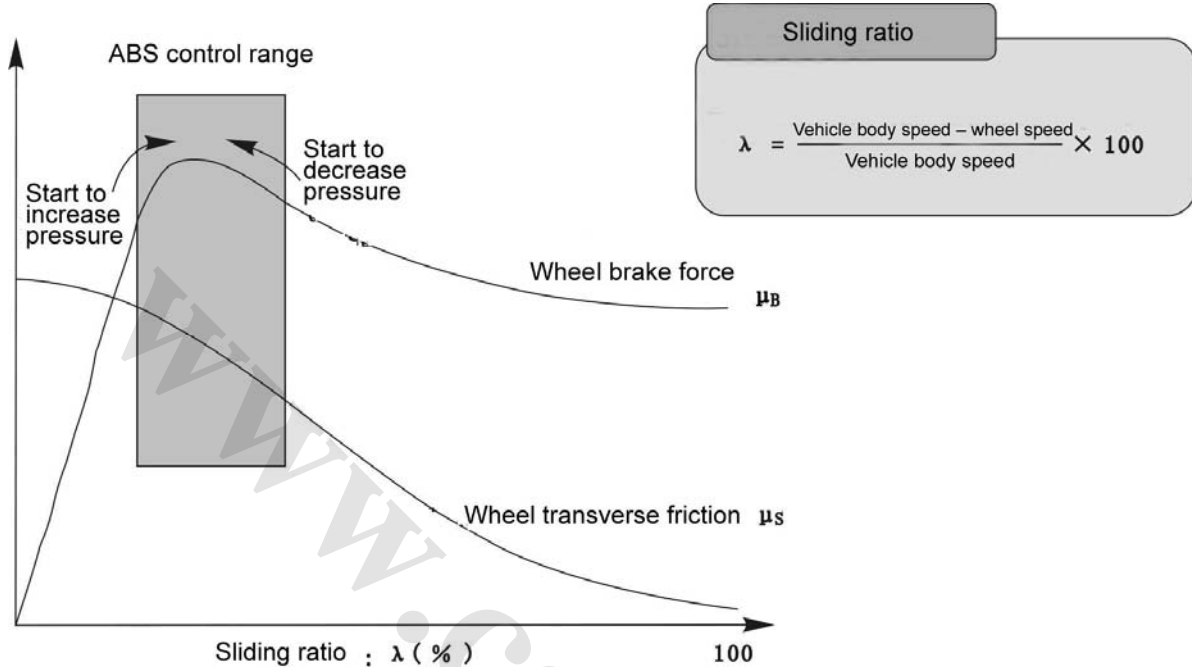 ABS control range
Start to
increase
pressure
Start to
decrease
pressure
Sliding ratio
λ = Vehicle body speed – wheel speed
Vehicle body speed
× 100
Wheel brake force μB
Wheel transverse friction μS
Sliding ratio : λ ( % ) 100